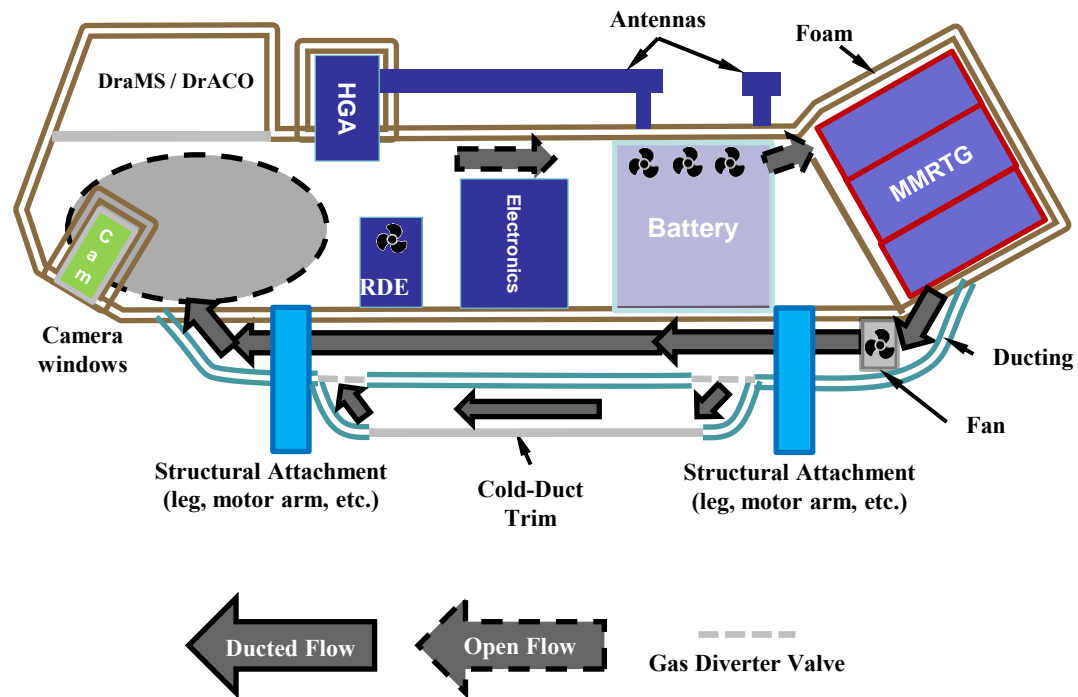 Antennas
Foam
DraMS / DrACO
HGA
MMRTG
Electronics
Battery
Cam
RDE
Camera
windows
Ducting
Fan
Structural Attachment
(leg, motor arm, etc.)
Cold-Duct
Trim
Structural Attachment
(leg, motor arm, etc.)
Ducted Flow
Open Flow
Gas Diverter Valve